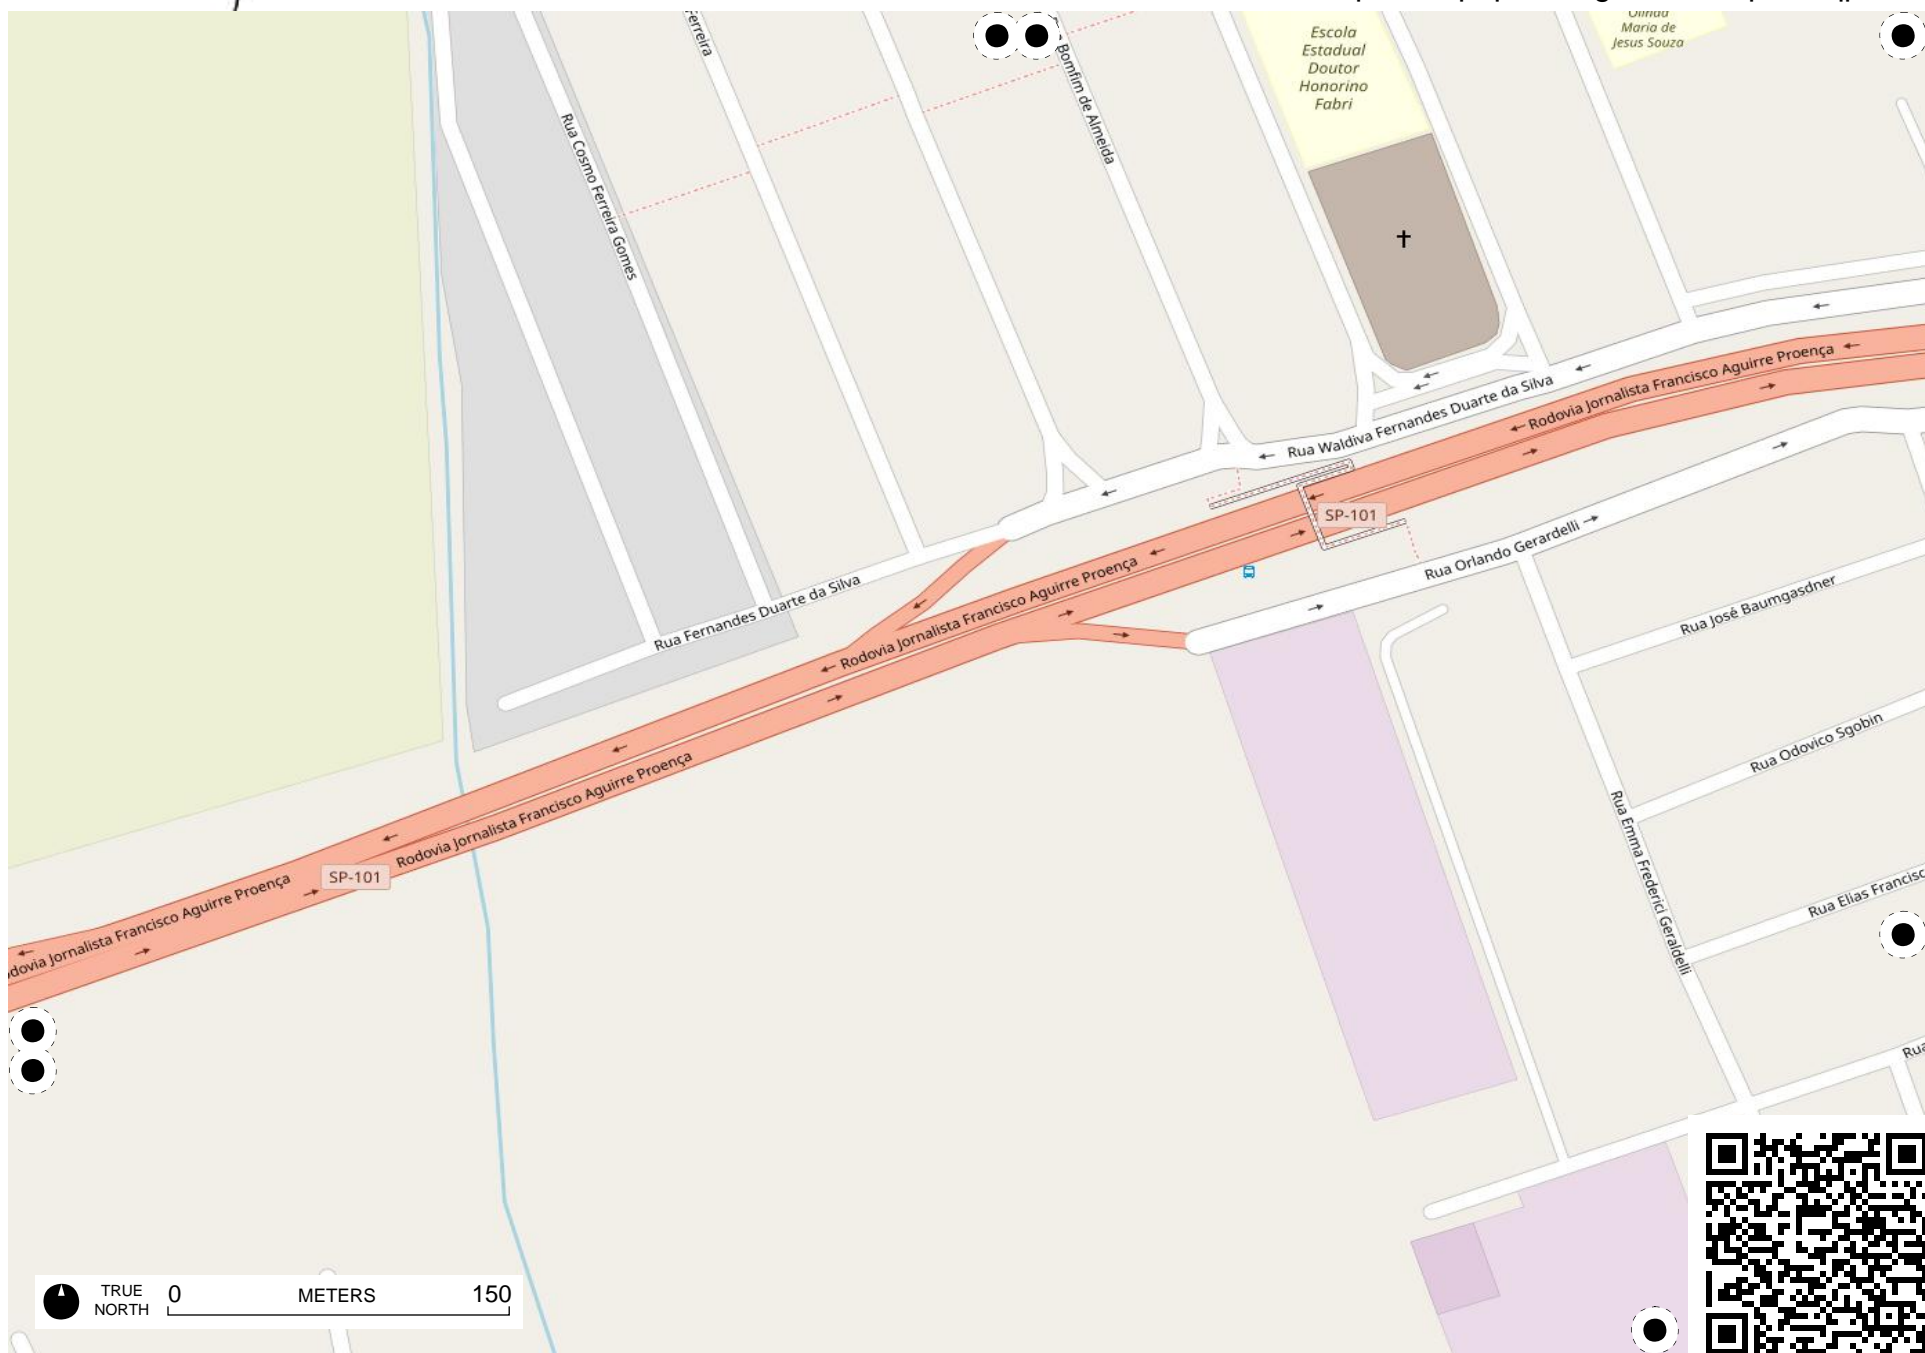 Escola
Estadual
Doutor
Honorino
Fabri
Maria de
Jesus Souza
Ferreira
Bomfim de Almeida
Rua Cosmo Ferreira Gomes
Rodovia Jornalista Francisco Aguirre Proença
Rua Waldiva Fernandes Duarte da Silva
SP-101
Rua Orlando Gerardelli
Rodovia Jornalista Francisco Aguirre Proença
Rua Fernandes Duarte da Silva
Rua José Baumgasdner
Rua Odovico Sgobin
Rodovia Jornalista Francisco Aguirre Proença
SP-101
Rua Emma Frederici Geraldelli
Rua Elias Francisc
dovia Jornalista Francisco Aguirre Proença
Rua
TRUE
NORTH
0 METERS 150